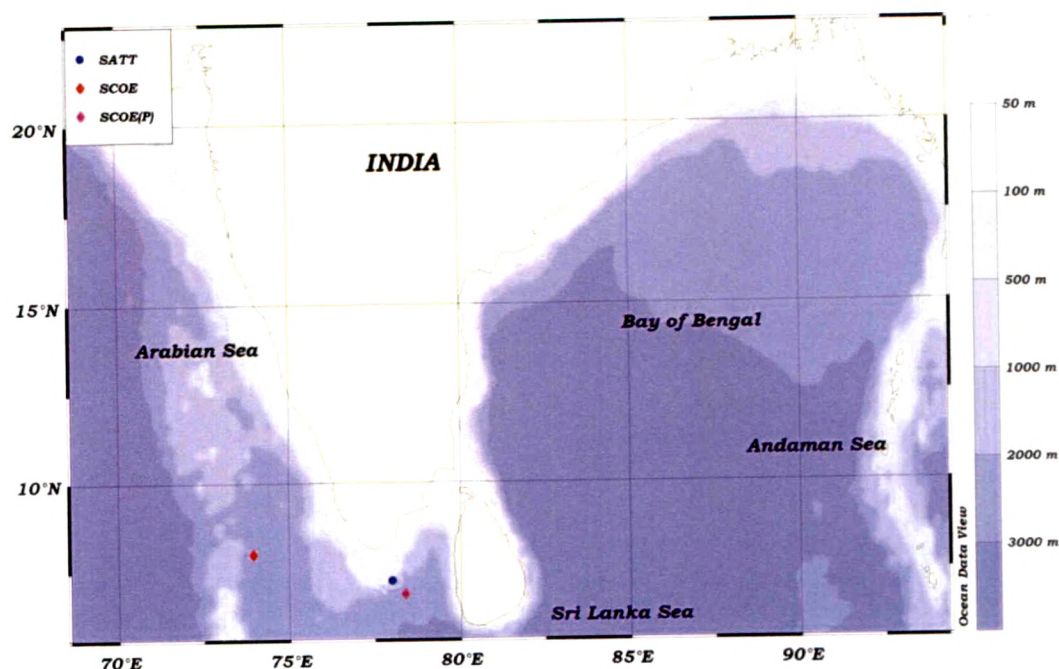 SATT
SCOE
SCOE(P)
20°N
15°N
10°N
INDIA
Arabian Sea
Bay of Bengal
Andaman Sea
Sri Lanka Sea
70°E
75°E
80°E
85°E
90°E
50 m
100 m
500 m
1000 m
2000 m
3000 m
Ocean Data View